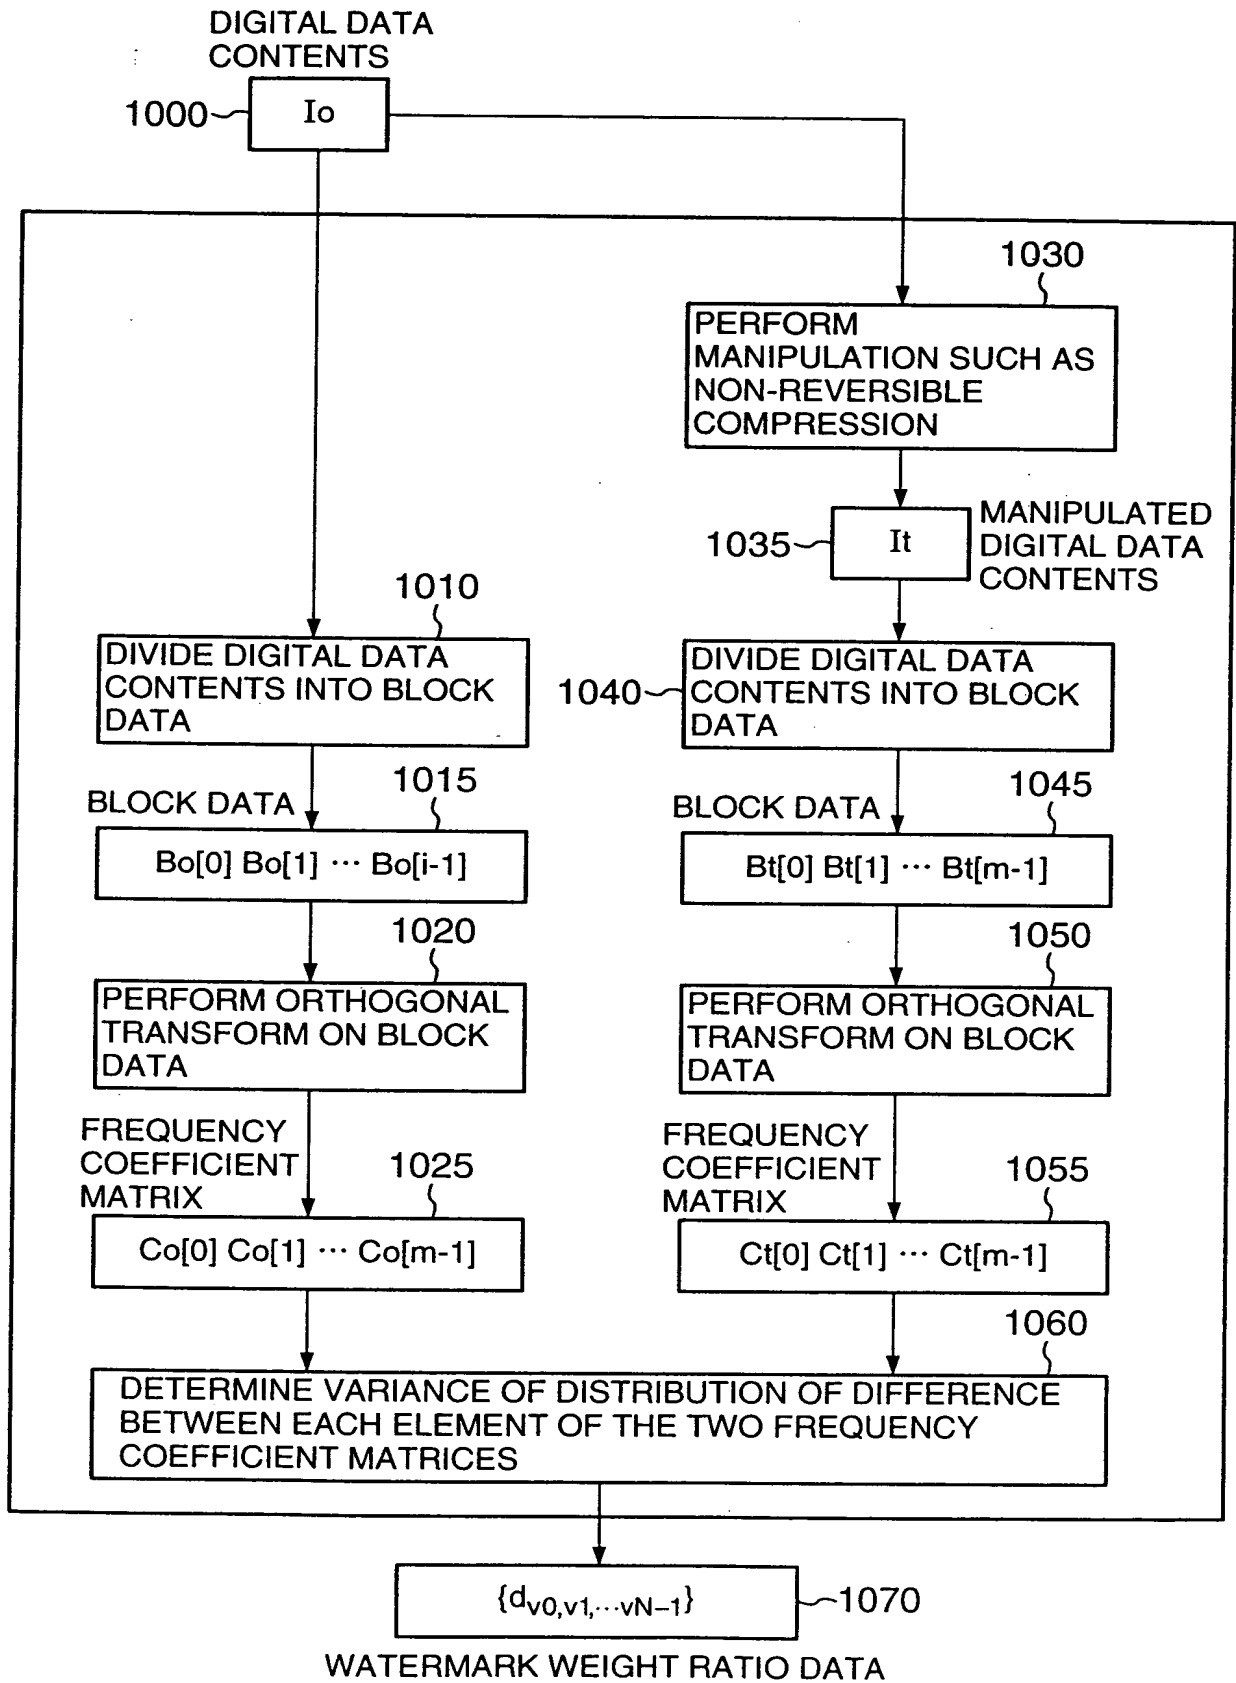 DIGITAL DATA
CONTENTS
1000
Io
1030
PERFORM
MANIPULATION SUCH AS
NON-REVERSIBLE
COMPRESSION
1035
It
MANIPULATED
DIGITAL DATA
CONTENTS
1010
DIVIDE DIGITAL DATA
CONTENTS INTO BLOCK
DATA
1040
DIVIDE DIGITAL DATA
CONTENTS INTO BLOCK
DATA
BLOCK DATA
1015
Bo[0] Bo[1] ··· Bo[i-1]
BLOCK DATA
1045
Bt[0] Bt[1] ··· Bt[m-1]
1020
PERFORM ORTHOGONAL
TRANSFORM ON BLOCK
DATA
1050
PERFORM ORTHOGONAL
TRANSFORM ON BLOCK
DATA
FREQUENCY
COEFFICIENT
MATRIX
1025
Co[0] Co[1] ··· Co[m-1]
FREQUENCY
COEFFICIENT
MATRIX
1055
Ct[0] Ct[1] ··· Ct[m-1]
1060
DETERMINE VARIANCE OF DISTRIBUTION OF DIFFERENCE
BETWEEN EACH ELEMENT OF THE TWO FREQUENCY
COEFFICIENT MATRICES
{dv0,v1,···vN−1}
1070
WATERMARK WEIGHT RATIO DATA